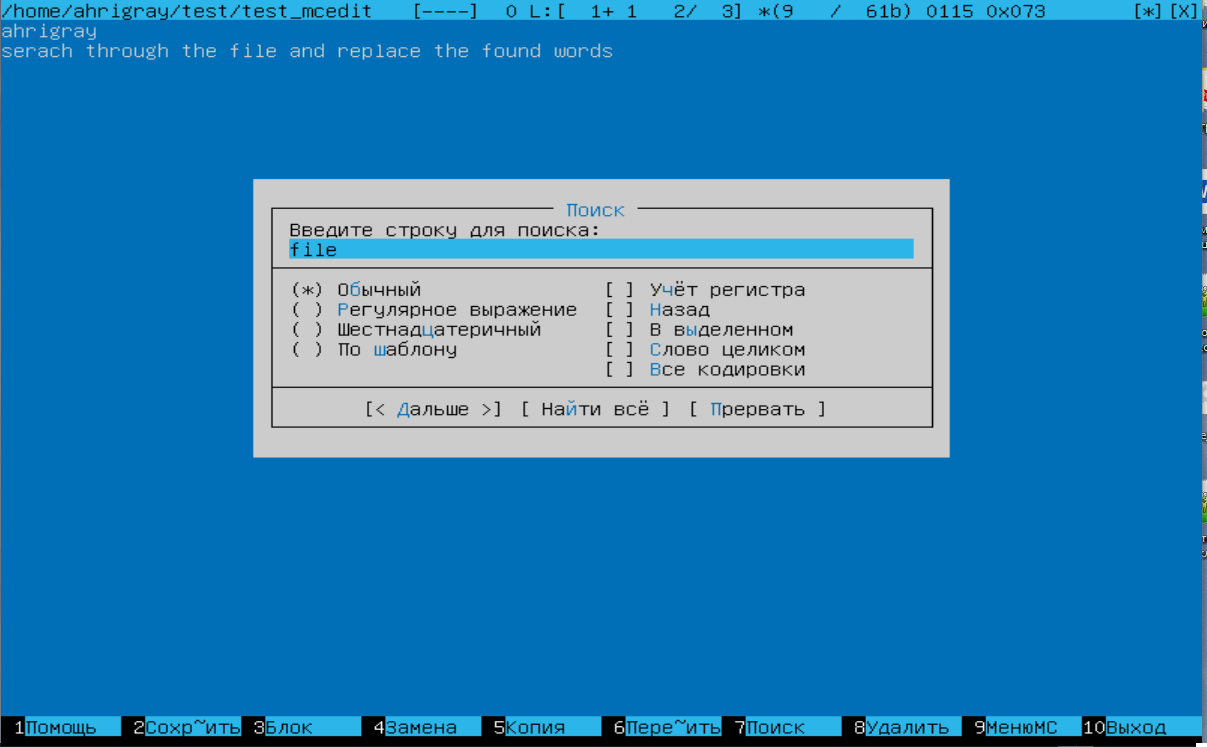 /home/ahrigray/test/test_mcedit [----] 0 L:[ 1+ 1 2/ 3] *(9 / 61b) 0115 0x073 [*][X]
ahrigray
serach through the file and replace the found words
Поиск
Введите строку для поиска:
file
(*) Обычный [ ] Учёт регистра
( ) Регулярное выражение [ ] Назад
( ) Шестнадцатеричный [ ] В выделенном
( ) По шаблону [ ] Слово целиком
[ ] Все кодировки
[< Дальше >] [ Найти всё ] [ Прервать ]
1Помощь 2Сохр~ить 3Блок 4Замена 5Копия 6Пере~ить 7Поиск 8Удалить 9МенюMC 10Выход